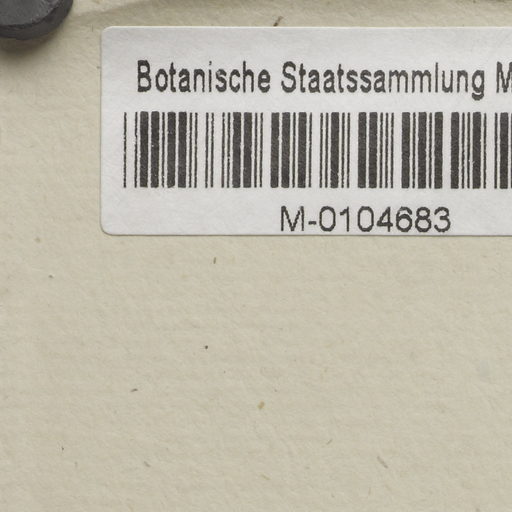 Botanische Staatssammlung M
M-0104683